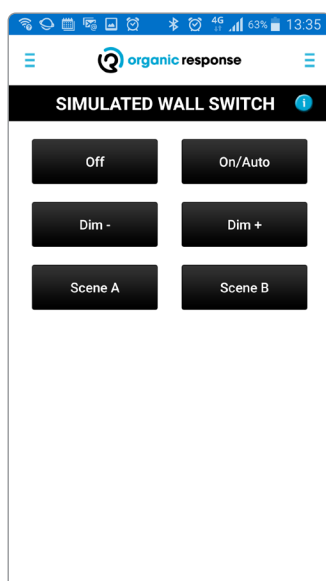 4G 63% 13:35
organic response
SIMULATED WALL SWITCH i
Off On/Auto
Dim - Dim +
Scene A Scene B